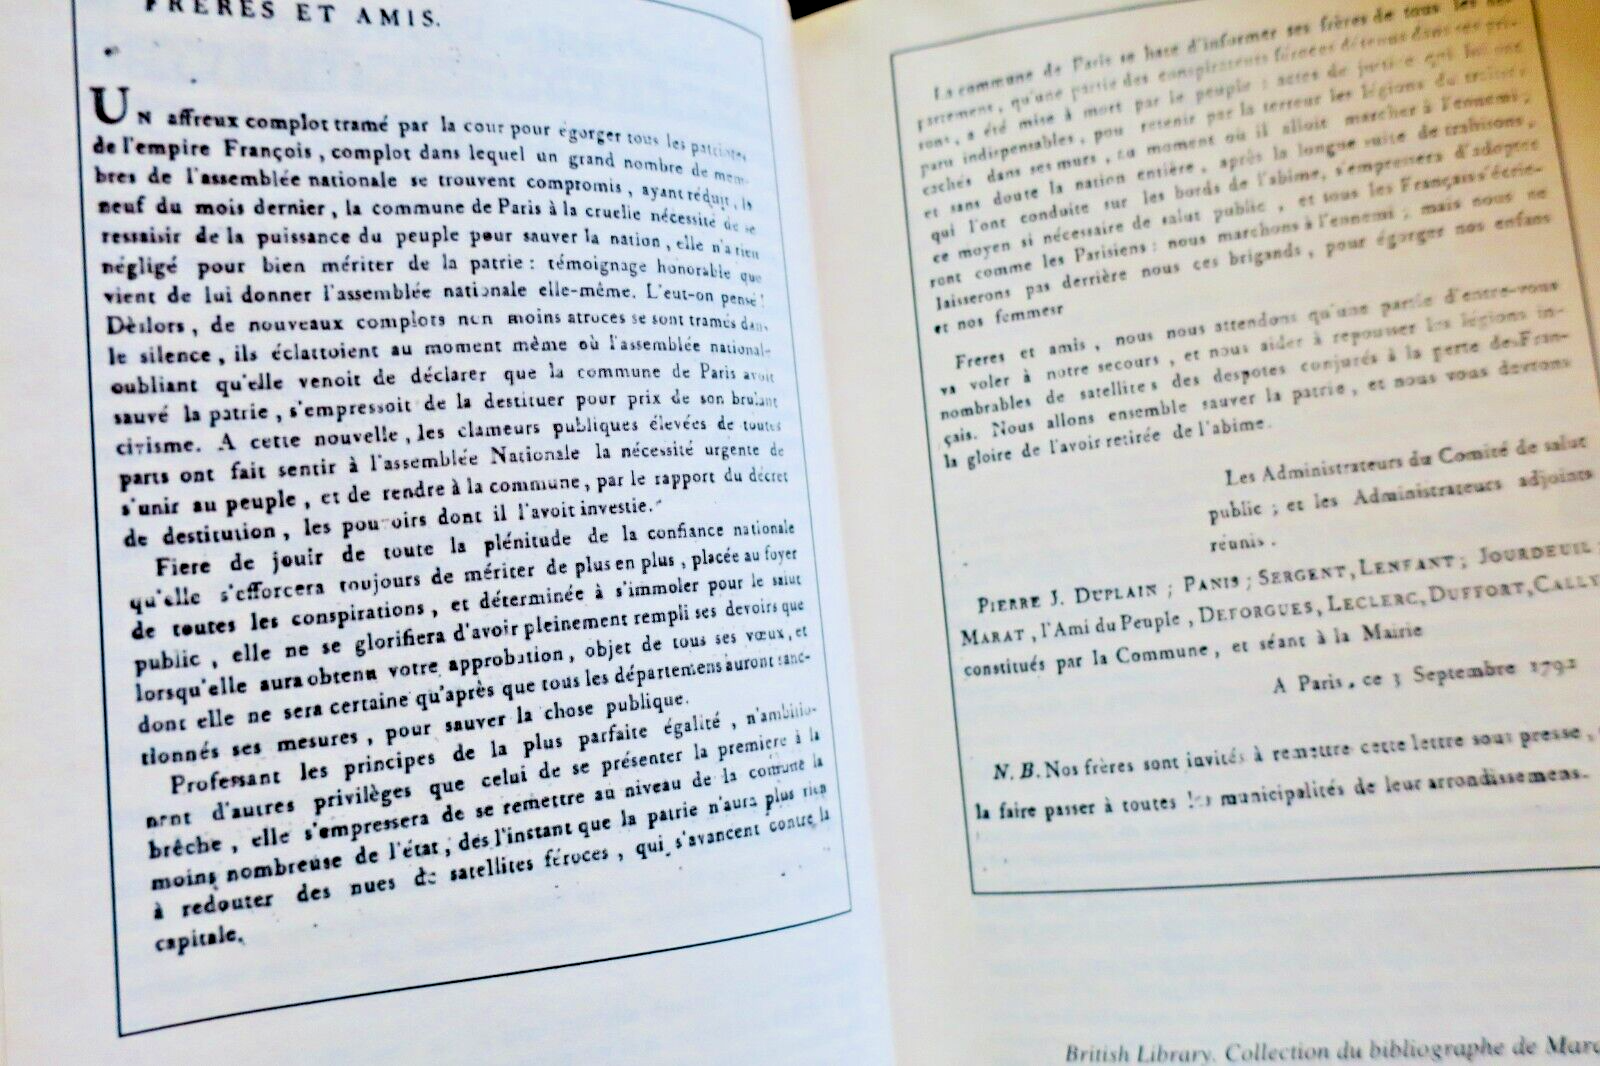 FRERES ET AMIS.
UN affreux complot tramé par la cour pour égorger tous les patriotes
de l'empire François, complot dans lequel un grand nombre de mem-
bres de l'assemblée nationale se trouvent compromis, ayant réduit, le
neuf du mois dernier, la commune de Paris à la cruelle nécessité de se
ressaisir de la puissance du peuple pour sauver la nation, elle n'a rien
négligé pour bien mériter de la patrie : témoignage honorable que
vient de lui donner l'assemblée nationale elle-même. L'eut-on pensé !
Dèslors, de nouveaux complots non moins atroces se sont tramés dans
le silence, ils éclattoient au moment même où l'assemblée national-
oubliant qu'elle venoit de déclarer que la commune de Paris avoit
sauvé la patrie, s'empressoit de la destituer pour prix de son brulant
civisme. A cette nouvelle, les clameurs publiques élevées de toutes
parts ont fait sentir à l'assemblée Nationale la nécessité urgente de
s'unir au peuple, et de rendre à la commune, par le rapport du décret
de destitution, les pouvoirs dont il l'avoit investie.
Fiere de jouir de toute la plénitude de la confiance nationale
qu'elle s'efforcera toujours de mériter de plus en plus, placée au foyer
de toutes les conspirations, et déterminée à s'immoler pour le salut
public, elle ne se glorifiera d'avoir pleinement rempli ses devoirs que
lorsqu'elle aura obtenu votre approbation, objet de tous ses vœux, et
dont elle ne sera certaine qu'après que tous les départemens auront sanc-
tionnés ses mesures, pour sauver la chose publique.
Professant les principes de la plus parfaite égalité, n'ambitio-
nent d'autres privilèges que celui de se présenter la premiere à la
brêche, elle s'empressera de se remettre au niveau de la commune la
moins nombreuse de l'état, dès l'instant que la patrie n'aura plus rien
à redouter des nues de satellites féroces, qui s'avancent contre la
capitale.
La commune de Paris se hate d'informer ses frères de tous les dé-
partement, qu'une partie des conspirateurs féroces détenus dans ses pri-
sons, a été mise à mort par le peuple : actes de justice qui lui ont
paru indispensables, pou retenir par la terreur les légions de traitres
cachés dans ses murs, au moment où il alloit marcher à l'ennemi ;
et sans doute la nation entière, après la longue suite de trahisons,
qui l'ont conduite sur les bords de l'abime, s'empressera d'adopter
ce moyen si nécessaire de salut public, et tous les Français s'écrie-
ront comme les Parisiens : nous marchons à l'ennemi ; mais nous ne
laisserons pas derrière nous ces brigands, pour égorger nos enfans
et nos femmesr
Freres et amis, nous nous attendons qu'une partie d'entre-vous
va voler à notre secours, et nous aider à repousser les légions in-
nombrables de satellites des despotes conjurés à la perte des Fran-
çais. Nous allons ensemble sauver la patrie, et nous vous devrons
la gloire de l'avoir retirée de l'abime.
Les Administrateurs du Comité de salut
public ; et les Administrateurs adjoints
réunis.
PIERRE J. DUPLAIN ; PANIS ; SERGENT, LENFANT ; JOURDEUIL ;
MARAT, l'Ami du Peuple, DEFORGUES, LECLERC, DUFFORT, CALLY
constitués par la Commune, et séant à la Mairie
A Paris, ce 3 Septembre 1792
N. B. Nos frères sont invités à remettre cette lettre sous presse,
la faire passer à toutes les municipalités de leur arrondissemens.
British Library. Collection du bibliographe de Mar